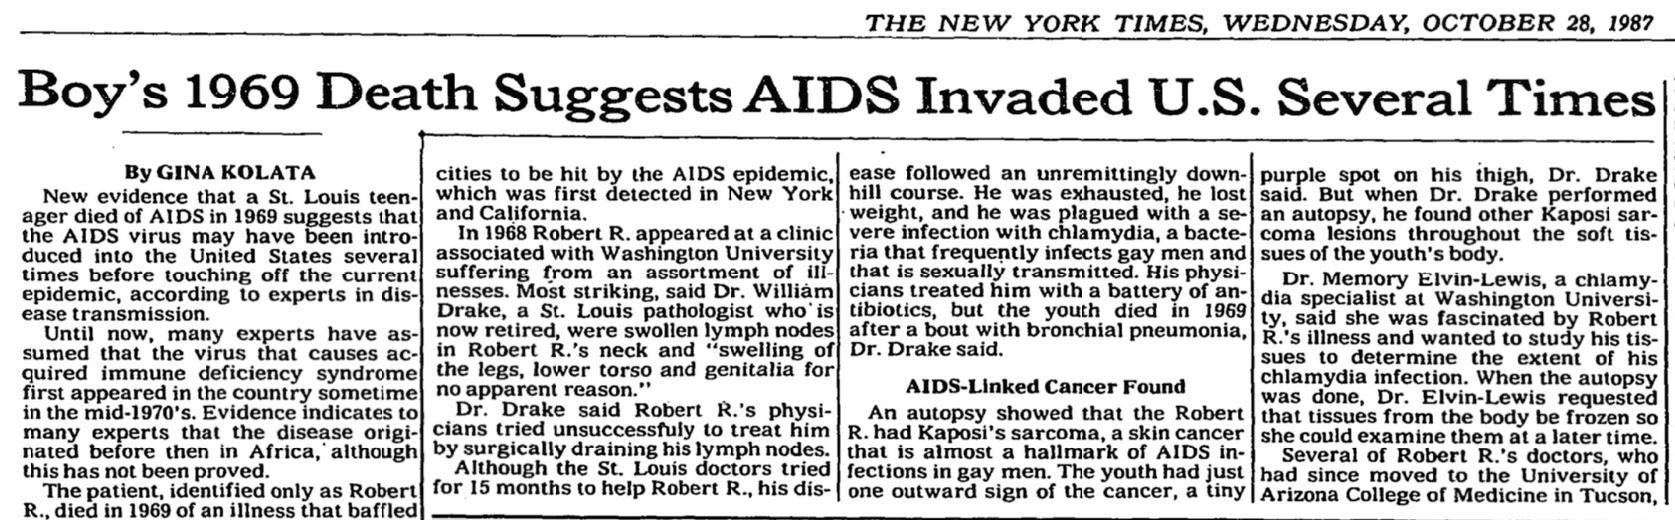 THE NEW YORK TIMES, WEDNESDAY, OCTOBER 28, 1987
Boy's 1969 Death Suggests AIDS Invaded U.S. Several Times
By GINA KOLATA
New evidence that a St. Louis teen-
ager died of AIDS in 1969 suggests that
the AIDS virus may have been intro-
duced into the United States several
times before touching off the current
epidemic, according to experts in dis-
ease transmission.
Until now, many experts have as-
sumed that the virus that causes ac-
quired immune deficiency syndrome
first appeared in the country sometime
in the mid-1970's. Evidence indicates to
many experts that the disease origi-
nated before then in Africa, although
this has not been proved.
The patient, identified only as Robert
R., died in 1969 of an illness that baffled
cities to be hit by the AIDS epidemic,
which was first detected in New York
and California.
In 1968 Robert R. appeared at a clinic
associated with Washington University
suffering from an assortment of ill-
nesses. Most striking, said Dr. William
Drake, a St. Louis pathologist who is
now retired, were swollen lymph nodes
in Robert R.'s neck and "swelling of
the legs, lower torso and genitalia for
no apparent reason."
Dr. Drake said Robert R.'s physi-
cians tried unsuccessfuly to treat him
by surgically draining his lymph nodes.
Although the St. Louis doctors tried
for 15 months to help Robert R., his dis-
ease followed an unremittingly down-
hill course. He was exhausted, he lost
weight, and he was plagued with a se-
vere infection with chlamydia, a bacte-
ria that frequently infects gay men and
that is sexually transmitted. His physi-
cians treated him with a battery of an-
tibiotics, but the youth died in 1969
after a bout with bronchial pneumonia,
Dr. Drake said.
AIDS-Linked Cancer Found
An autopsy showed that the Robert
R. had Kaposi's sarcoma, a skin cancer
that is almost a hallmark of AIDS in-
fections in gay men. The youth had just
one outward sign of the cancer, a tiny
purple spot on his thigh, Dr. Drake
said. But when Dr. Drake performed
an autopsy, he found other Kaposi sar-
coma lesions throughout the soft tis-
sues of the youth's body.
Dr. Memory Elvin-Lewis, a chlamy-
dia specialist at Washington Universi-
ty, said she was fascinated by Robert
R.'s illness and wanted to study his tis-
sues to determine the extent of his
chlamydia infection. When the autopsy
was done, Dr. Elvin-Lewis requested
that tissues from the body be frozen so
she could examine them at a later time.
Several of Robert R.'s doctors, who
had since moved to the University of
Arizona College of Medicine in Tucson,